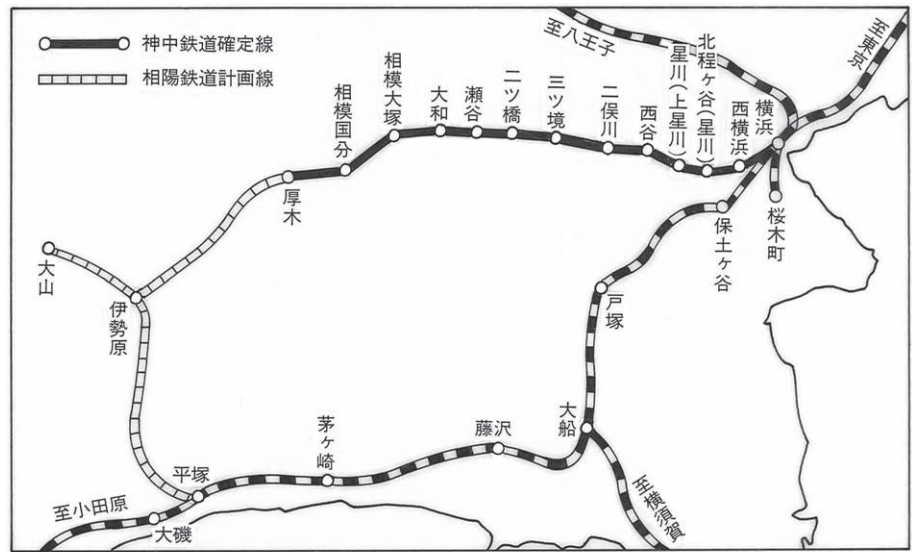 神中鉄道確定線
相陽鉄道計画線
至八王子
至東京
北程ヶ谷(星川)
星川(上星川)
横浜
西横浜
西谷
二俣川
三ツ境
二ツ橋
瀬谷
大和
相模大塚
相模国分
厚木
桜木町
保土ヶ谷
大山
伊勢原
戸塚
大船
藤沢
茅ヶ崎
平塚
至小田原
大磯
至横須賀